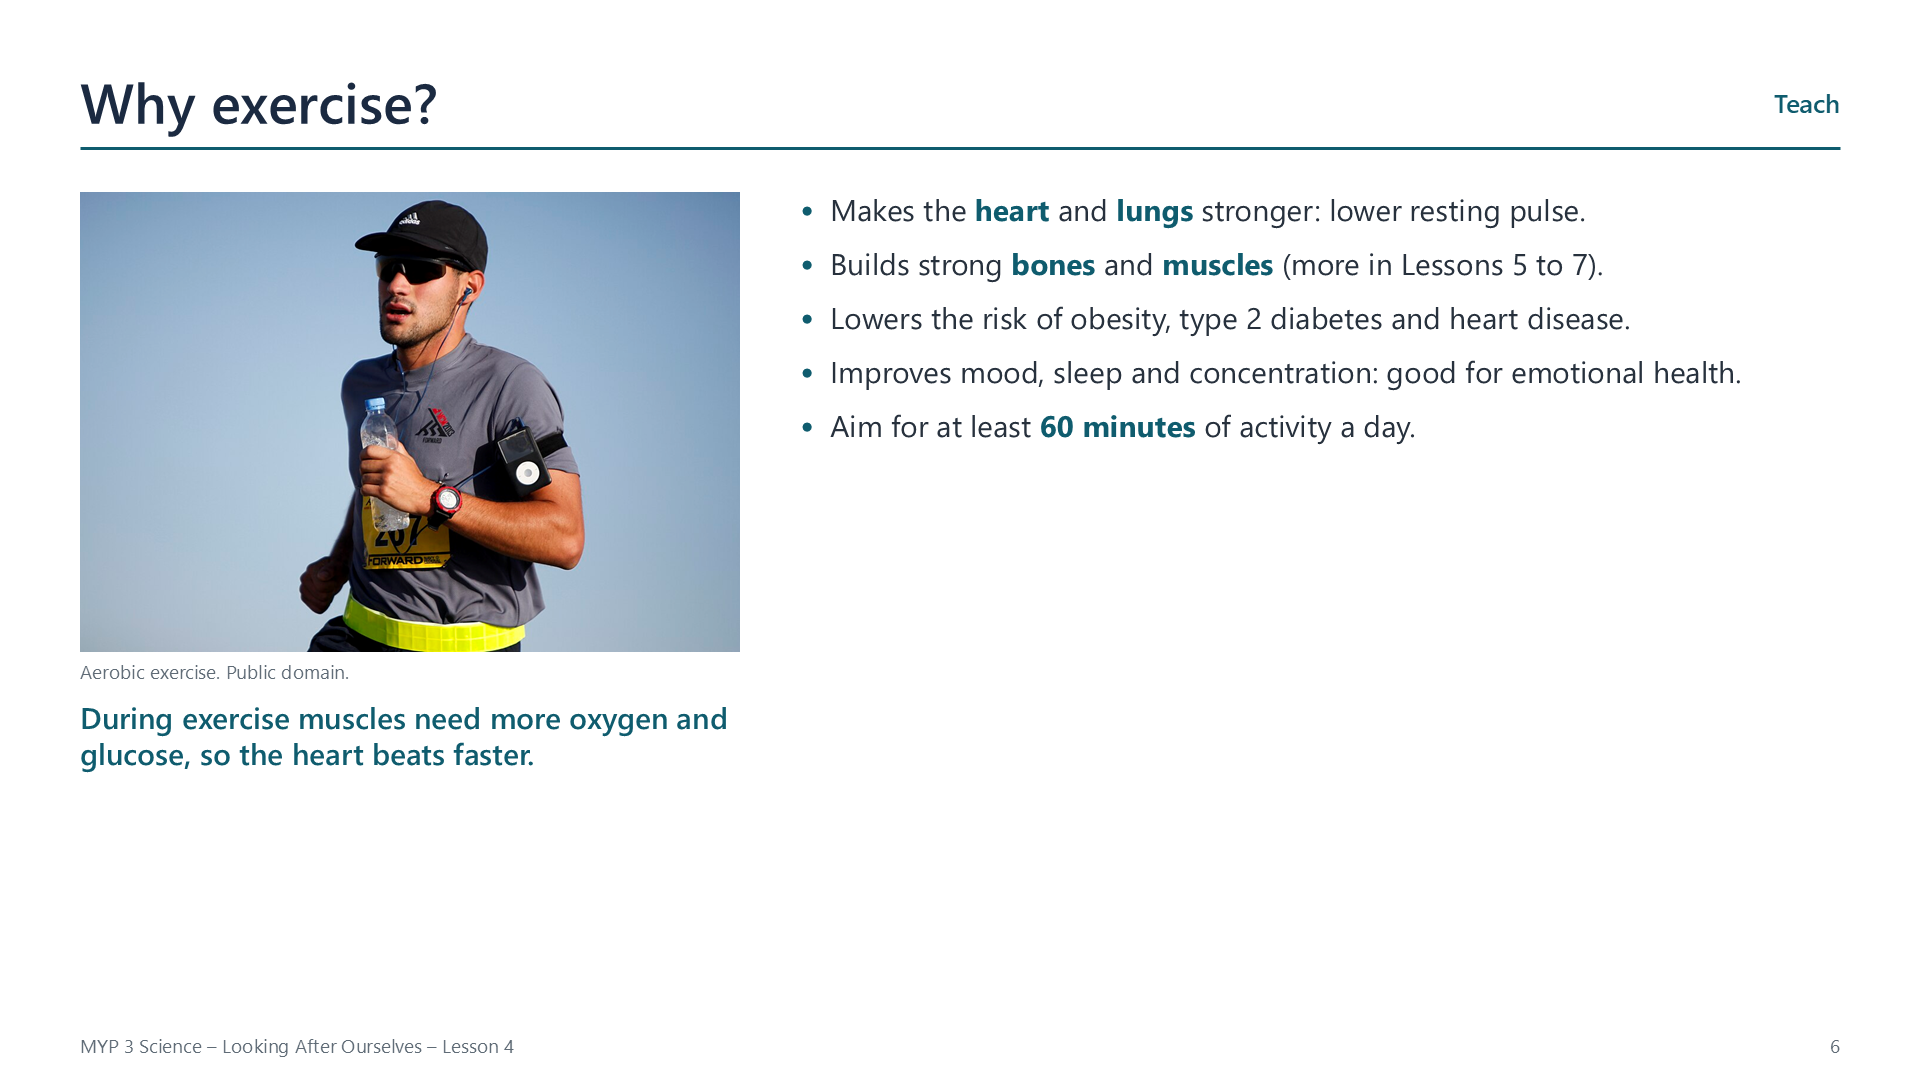 Why exercise?
Teach
adidas
FORWARD
267
FORWARD
Aerobic exercise. Public domain.
During exercise muscles need more oxygen and
glucose, so the heart beats faster.
• Makes the heart and lungs stronger: lower resting pulse.
• Builds strong bones and muscles (more in Lessons 5 to 7).
• Lowers the risk of obesity, type 2 diabetes and heart disease.
• Improves mood, sleep and concentration: good for emotional health.
• Aim for at least 60 minutes of activity a day.
MYP 3 Science – Looking After Ourselves – Lesson 4
6